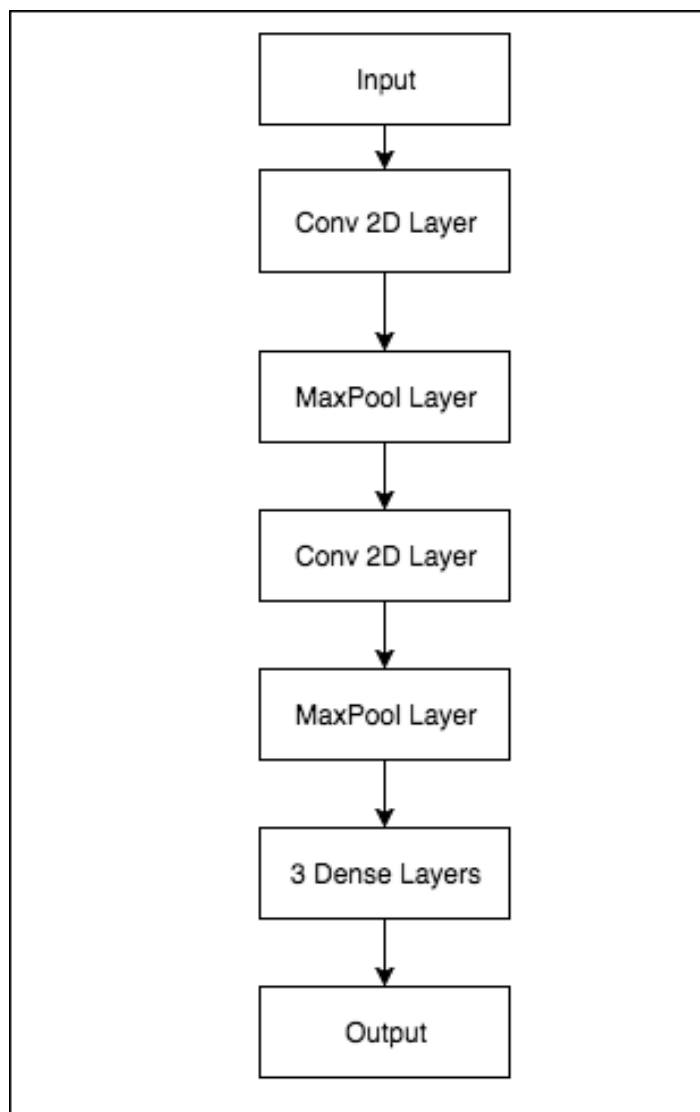 Input
Conv 2D Layer
MaxPool Layer
Conv 2D Layer
MaxPool Layer
3 Dense Layers
Output